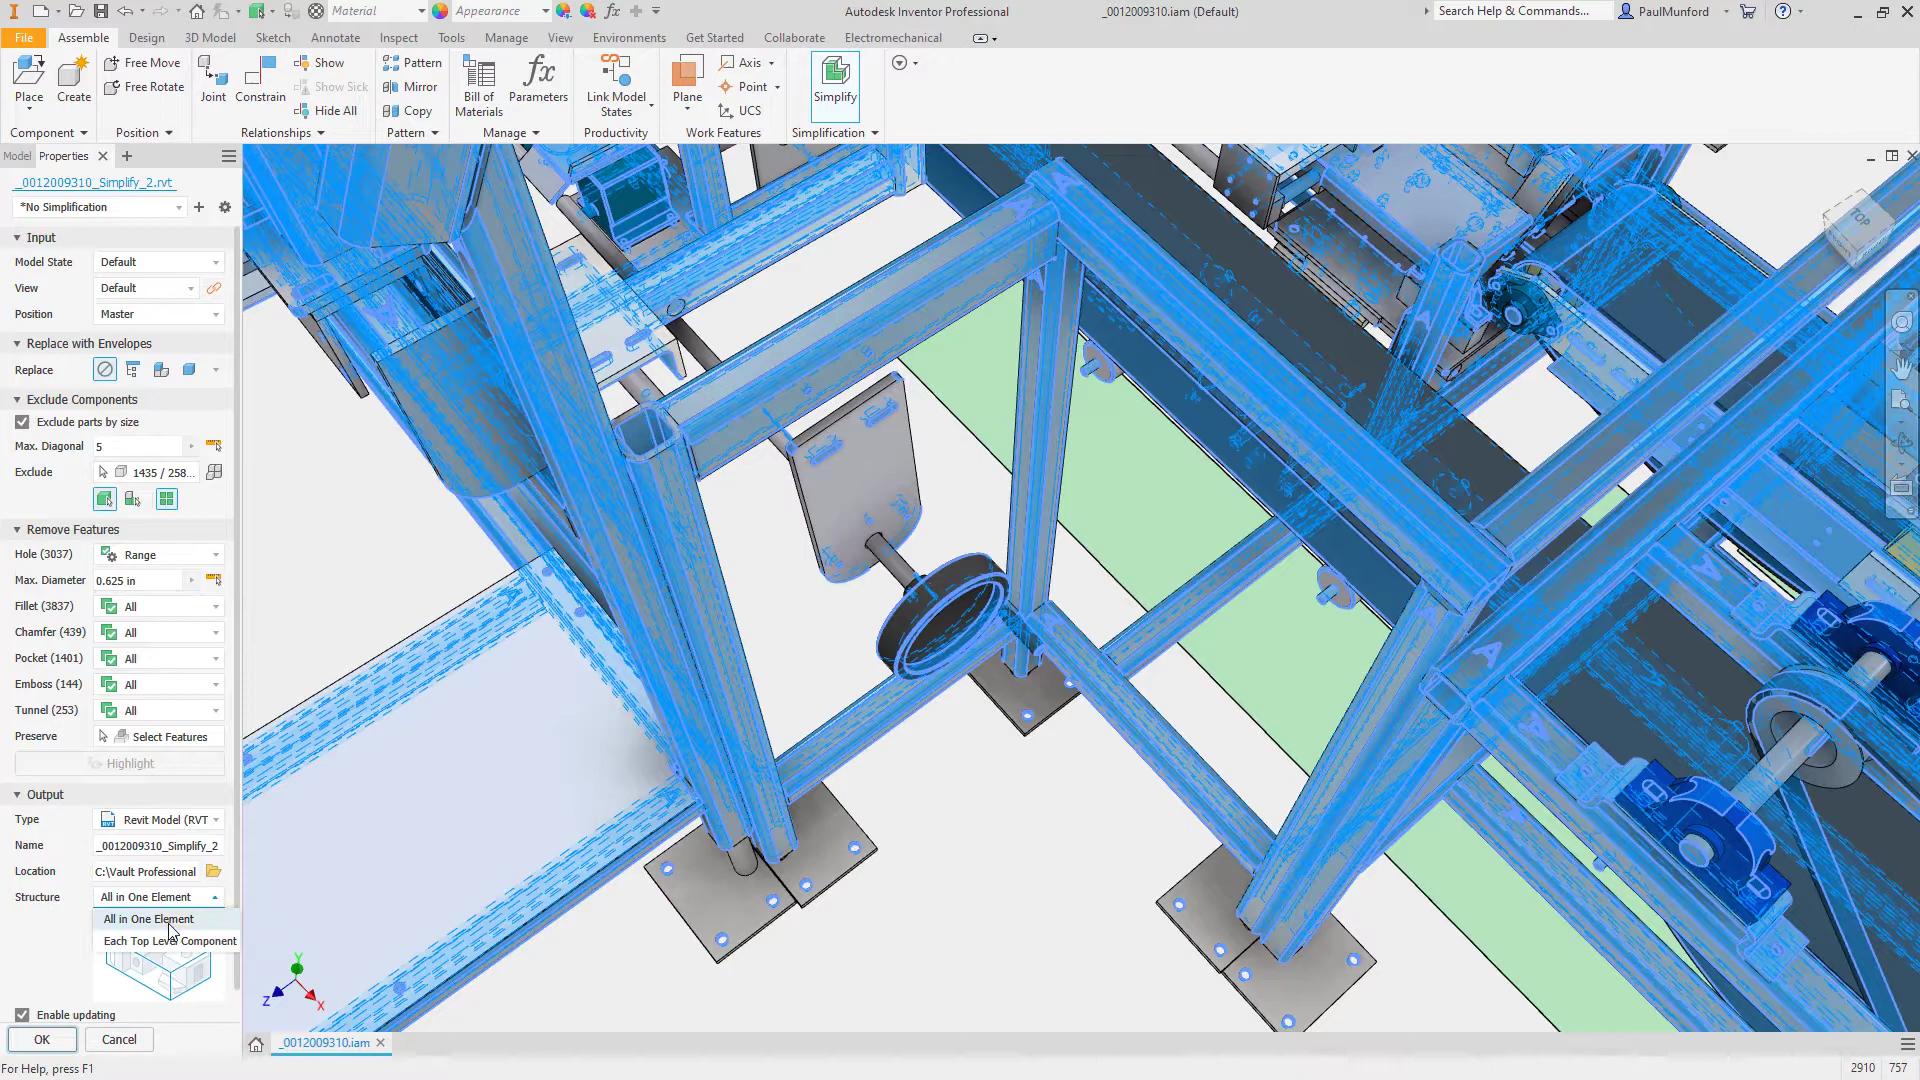 Material
Appearance
Autodesk Inventor Professional
_0012009310.iam (Default)
Search Help & Commands...
PaulMunford
File
Assemble
Design
3D Model
Sketch
Annotate
Inspect
Tools
Manage
View
Environments
Get Started
Collaborate
Electromechanical
Place
Create
Component
Free Move
Free Rotate
Position
Joint
Constrain
Show
Show Sick
Hide All
Relationships
Pattern
Mirror
Copy
Pattern
Bill of
Materials
fx
Parameters
Manage
Link Model
States
Productivity
Plane
Axis
Point
UCS
Work Features
Simplify
Simplification
Model
Properties
_0012009310_Simplify_2.rvt
*No Simplification
Input
Model State
Default
View
Default
Position
Master
Replace with Envelopes
Replace
Exclude Components
Exclude parts by size
Max. Diagonal
5
Exclude
1435 / 258...
Remove Features
Hole (3037)
Range
Max. Diameter
0.625 in
Fillet (3837)
All
Chamfer (439)
All
Pocket (1401)
All
Emboss (144)
All
Tunnel (253)
All
Preserve
Select Features
Highlight
Output
Type
Revit Model (RVT
Name
_0012009310_Simplify_2
Location
C:\Vault Professional
Structure
All in One Element
All in One Element
Each Top Level Component
Enable updating
OK
Cancel
TOP
Y
Z
X
_0012009310.iam
For Help, press F1
2910
757